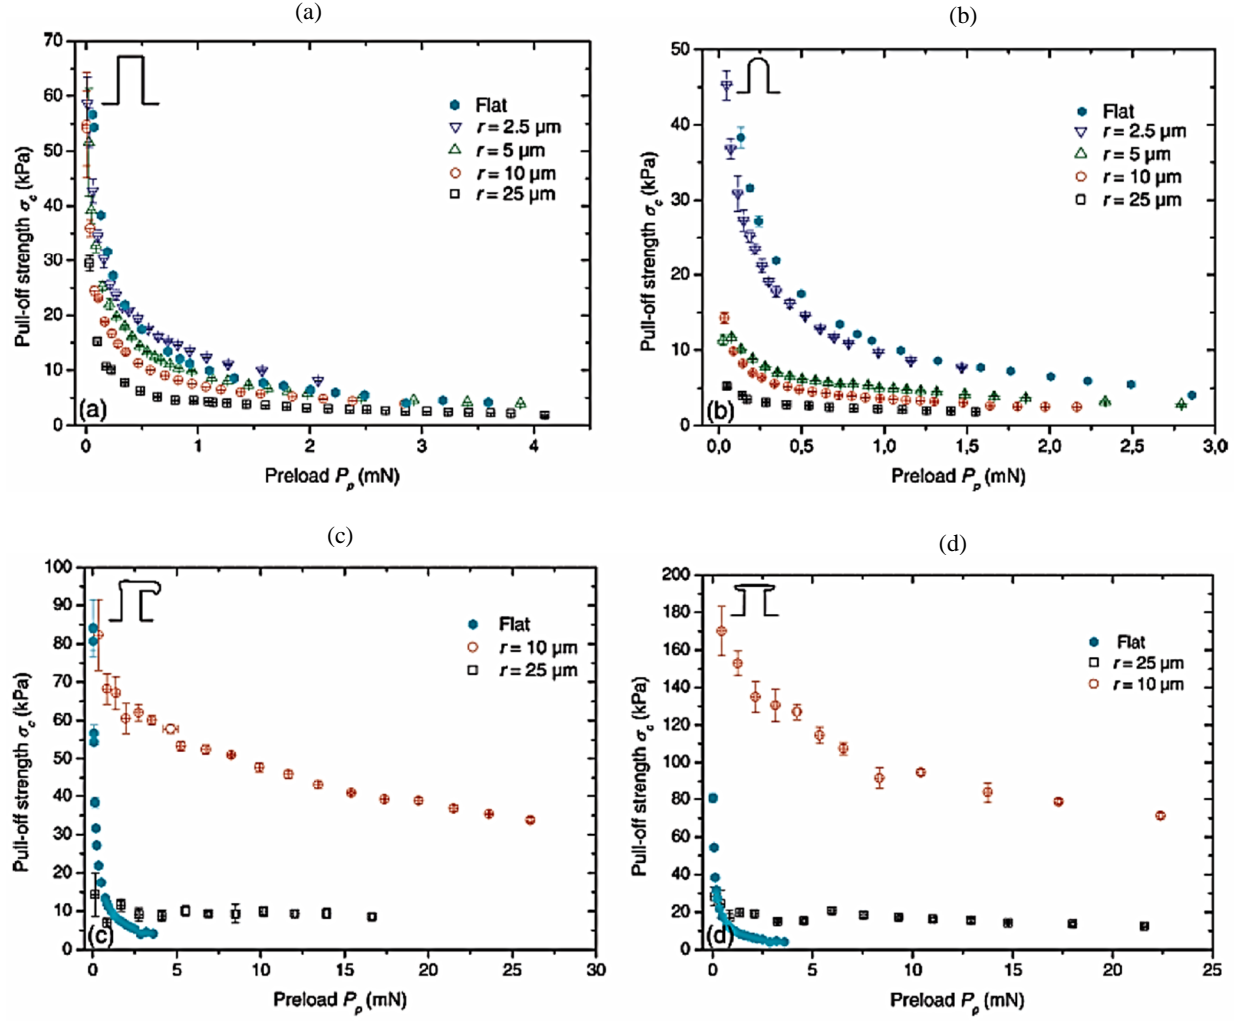 (a)
70
60
50
40
30
20
10
0
Pull-off strength σc (kPa)
Flat
r = 2.5 µm
r = 5 µm
r = 10 µm
r = 25 µm
(a)
0 1 2 3 4
Preload Pp (mN)
(b)
50
40
30
20
10
0
Pull-off strength σc (kPa)
Flat
r = 2.5 µm
r = 5 µm
r = 10 µm
r = 25 µm
(b)
0,0 0,5 1,0 1,5 2,0 2,5 3,0
Preload Pp (mN)
(c)
100
90
80
70
60
50
40
30
20
10
0
Pull-off strength σc (kPa)
Flat
r = 10 µm
r = 25 µm
(c)
0 5 10 15 20 25 30
Preload Pp (mN)
(d)
200
180
160
140
120
100
80
60
40
20
0
Pull-off strength σc (kPa)
Flat
r = 25 µm
r = 10 µm
(d)
0 5 10 15 20 25
Preload Pp (mN)